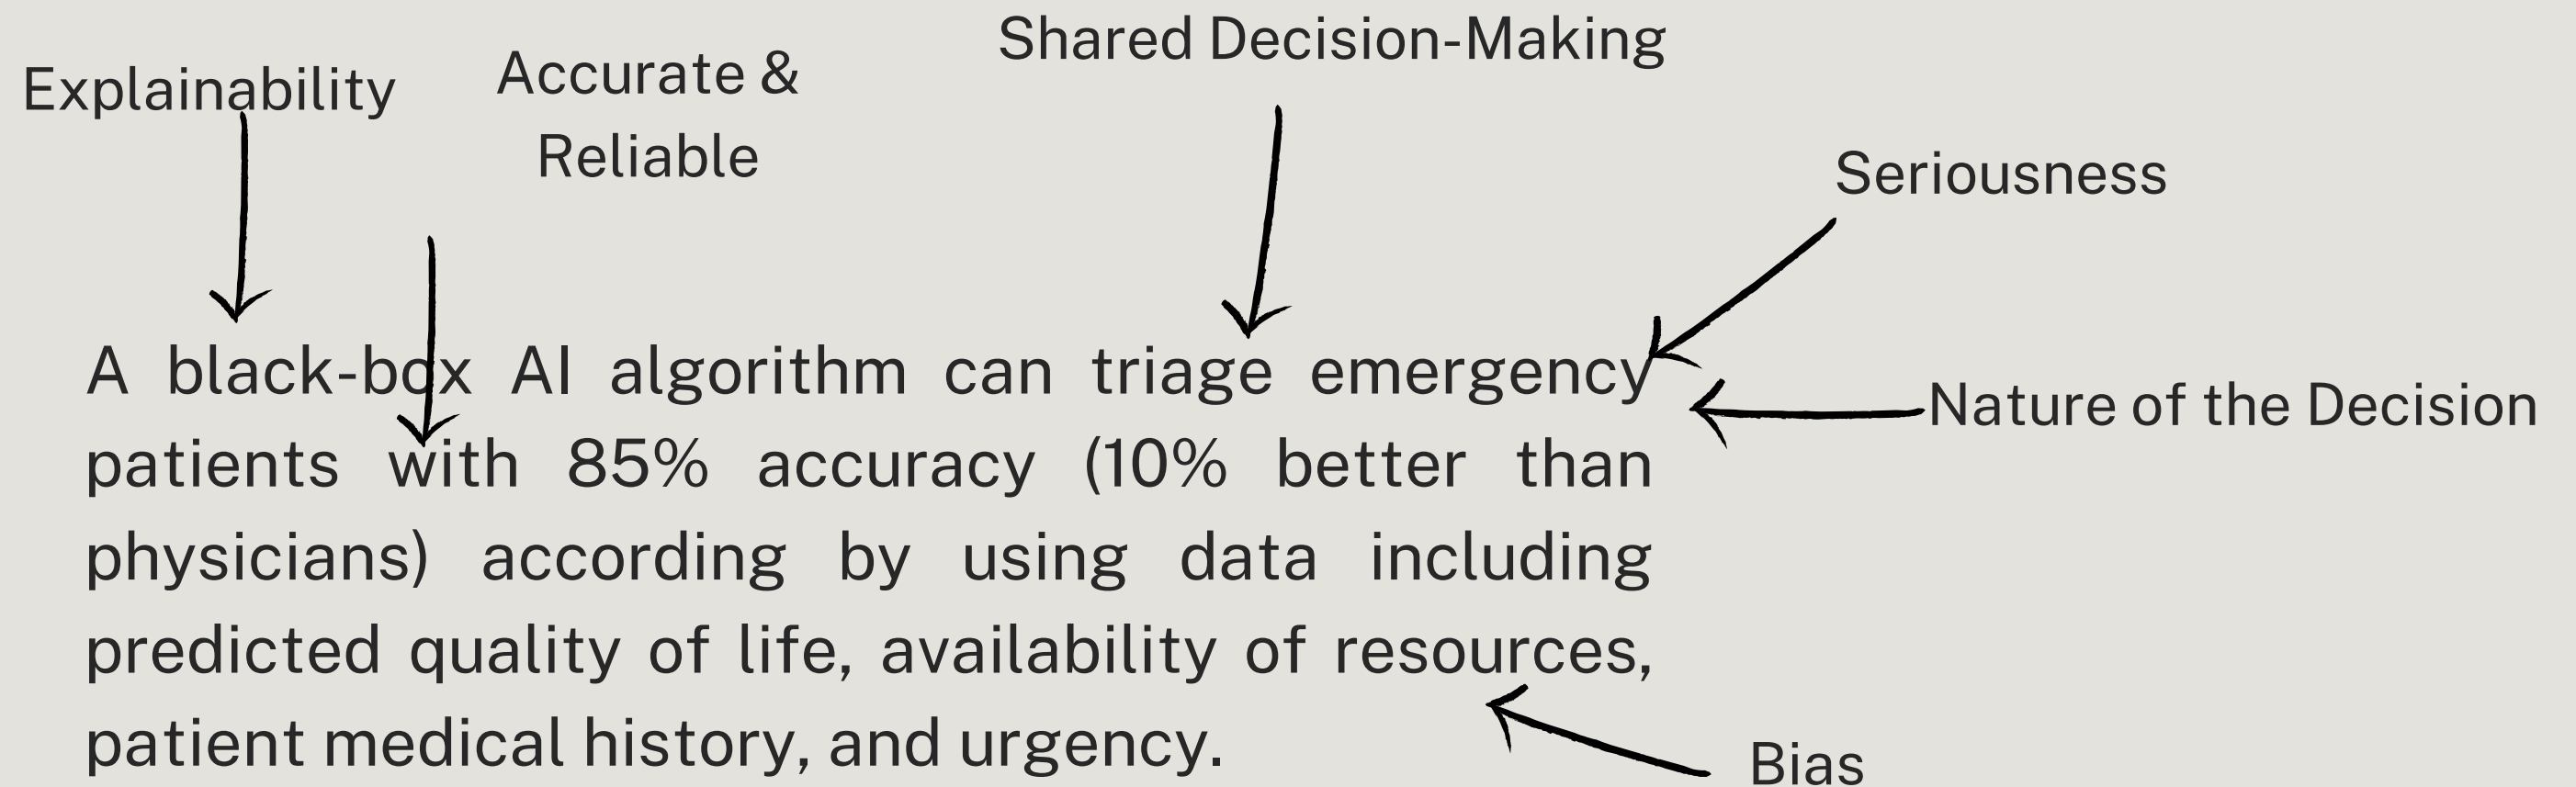 Shared Decision-Making
Explainability
Accurate &
Reliable
Seriousness
A black-box AI algorithm can triage emergency
Nature of the Decision
patients with 85% accuracy (10% better than
physicians) according by using data including
predicted quality of life, availability of resources,
patient medical history, and urgency.
Bias